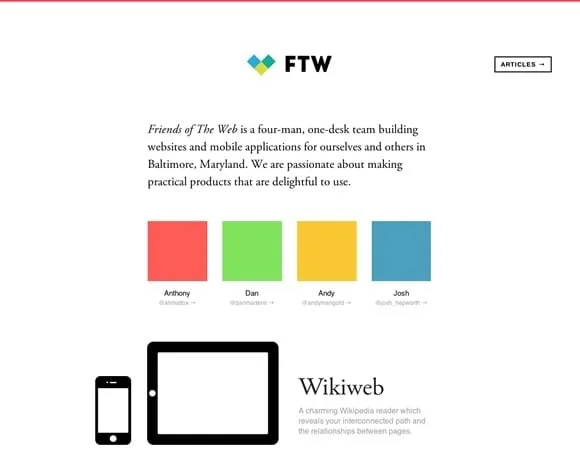 FTW
ARTICLES →
Friends of The Web is a four-man, one-desk team building
websites and mobile applications for ourselves and others in
Baltimore, Maryland. We are passionate about making
practical products that are delightful to use.
Anthony Dan Andy Josh
@ahmattox → @danhartens → @andymangold → @josh_hepworth →
Wikiweb
A charming Wikipedia reader which
reveals your interconnected path and
the relationships between pages.